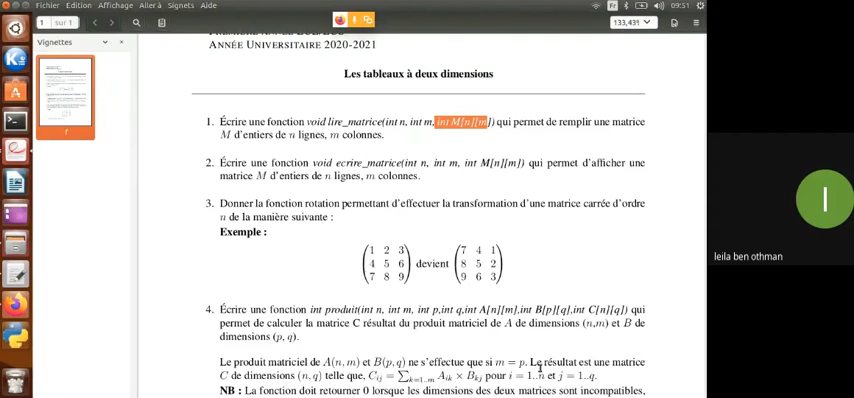 Fichier Edition Affichage Aller à Signets Aide
Fr 09:51
1 sur 1
133,43%
Vignettes
1
ANNÉE UNIVERSITAIRE 2020-2021
Les tableaux à deux dimensions
1. Écrire une fonction void lire_matrice(int n, int m, int M[n][m]) qui permet de remplir une matrice
M d'entiers de n lignes, m colonnes.
2. Écrire une fonction void ecrire_matrice(int n, int m, int M[n][m]) qui permet d'afficher une
matrice M d'entiers de n lignes, m colonnes.
3. Donner la fonction rotation permettant d'effectuer la transformation d'une matrice carrée d'ordre
n de la manière suivante :
Exemple :
1 2 3 7 4 1
4 5 6 devient 8 5 2
7 8 9 9 6 3
4. Écrire une fonction int produit(int n, int m, int p,int q,int A[n][m],int B[p][q],int C[n][q]) qui
permet de calculer la matrice C résultat du produit matriciel de A de dimensions (n,m) et B de
dimensions (p, q).
Le produit matriciel de A(n, m) et B(p, q) ne s'effectue que si m = p. Le résultat est une matrice
C de dimensions (n, q) telle que, Cij = ∑k=1..m Aik × Bkj pour i = 1..n et j = 1..q.
NB : La fonction doit retourner 0 lorsque les dimensions des deux matrices sont incompatibles,
l
leila ben othman